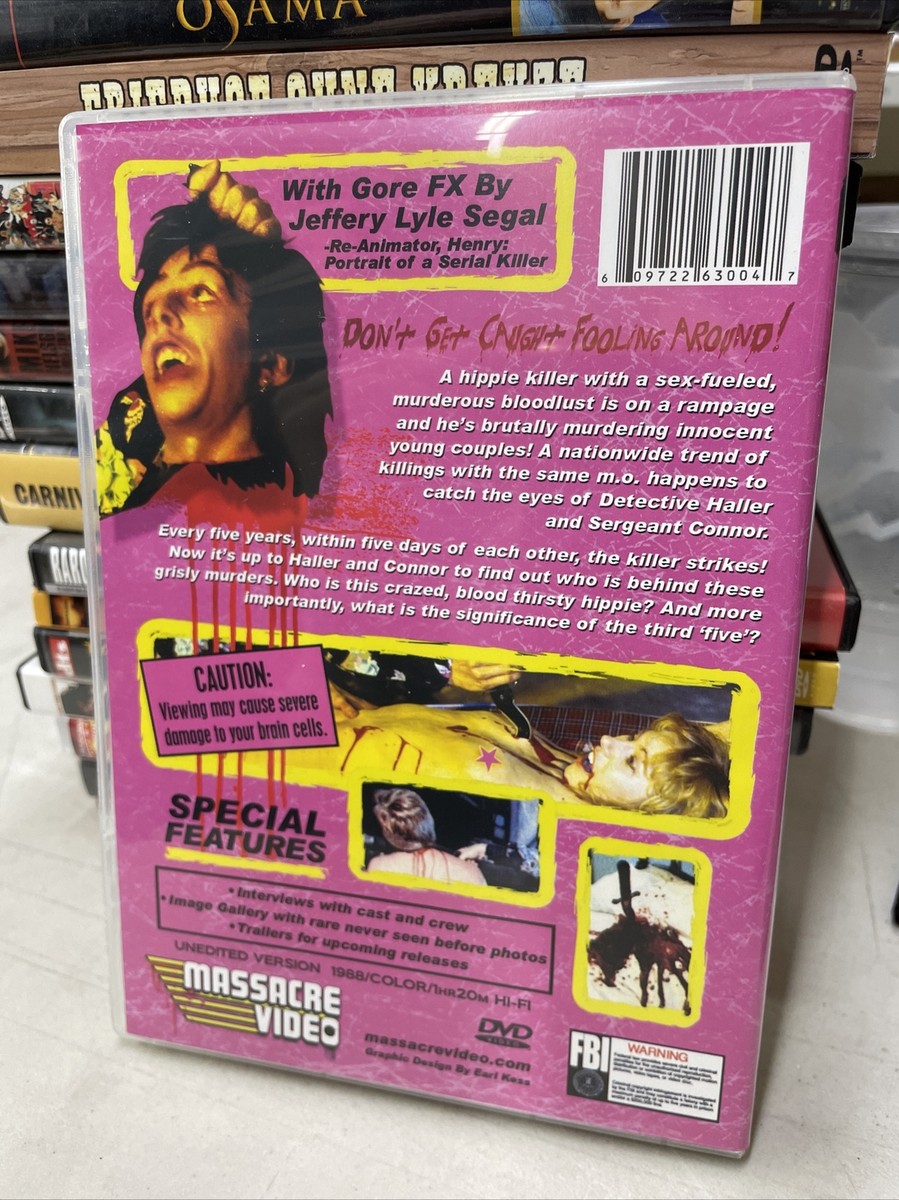 OSAMA
With Gore FX By
Jeffery Lyle Segal
-Re-Animator, Henry:
Portrait of a Serial Killer
6 09722 63004 7
DON'T GET CAUGHT FOOLING AROUND!
A hippie killer with a sex-fueled,
murderous bloodlust is on a rampage
and he's brutally murdering innocent
young couples! A nationwide trend of
killings with the same m.o. happens to
catch the eyes of Detective Haller
and Sergeant Connor.
Every five years, within five days of each other, the killer strikes!
Now it's up to Haller and Connor to find out who is behind these
grisly murders. Who is this crazed, blood thirsty hippie? And more
importantly, what is the significance of the third 'five'?
CARNIV
CAUTION:
Viewing may cause severe
damage to your brain cells.
SPECIAL
FEATURES
•Interviews with cast and crew
•Image Gallery with rare never seen before photos
•Trailers for upcoming releases
UNEDITED VERSION 1988/COLOR/1HR20M HI-FI
MASSACRE
VIDEO
DVD
VIDEO
massacrevideo.com
Graphic Design By Earl Kess
FBI
WARNING